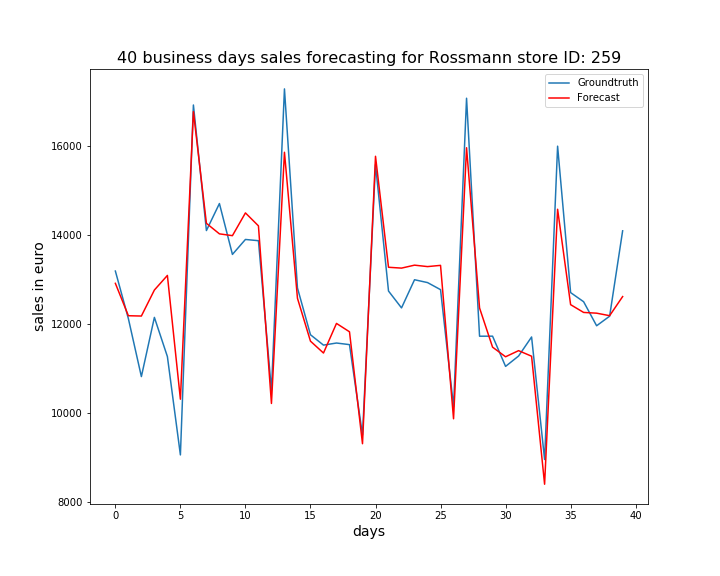 40 business days sales forecasting for Rossmann store ID: 259
Groundtruth
Forecast
16000
14000
12000
10000
8000
sales in euro
0 5 10 15 20 25 30 35 40
days